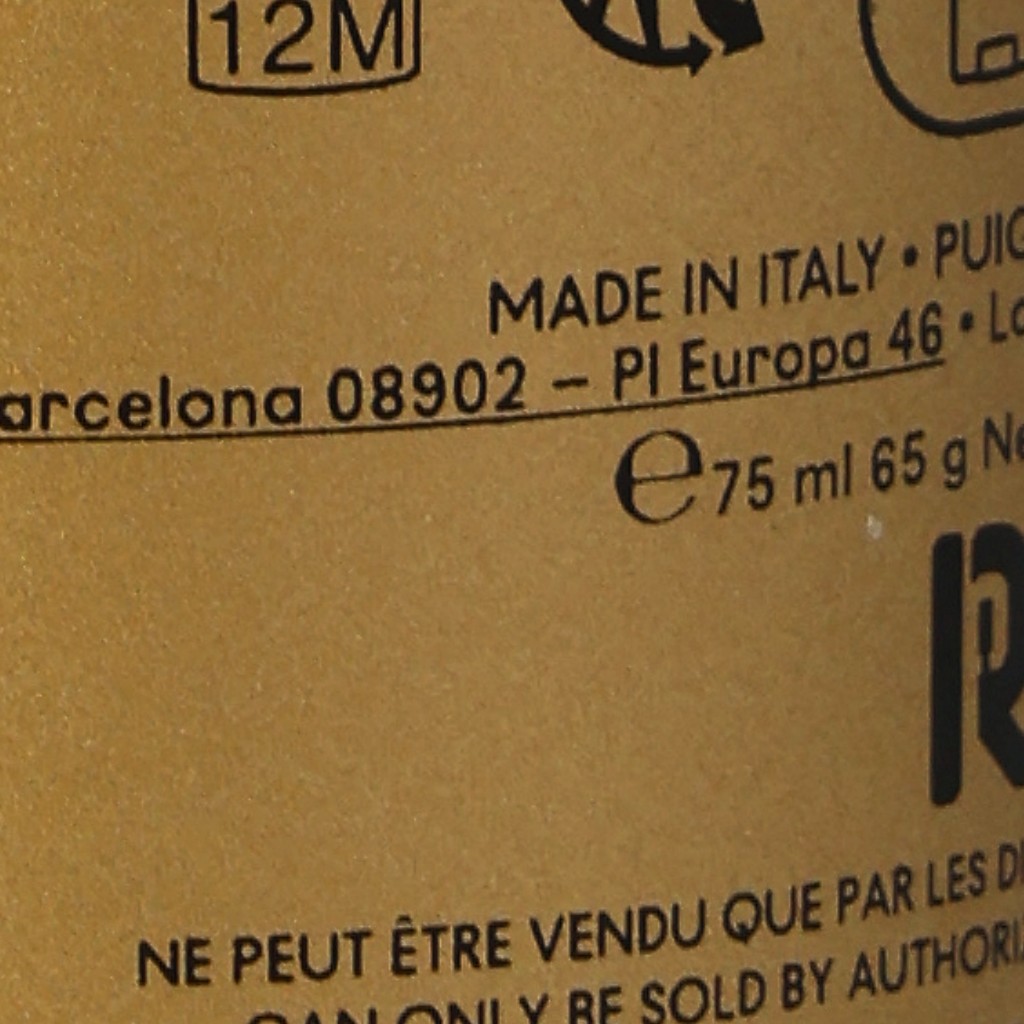 12M
MADE IN ITALY • PUIG
arcelona 08902 – Pl Europa 46 •
℮ 75 ml 65 g
R
NE PEUT ÊTRE VENDU QUE PAR LES
CAN ONLY BE SOLD BY